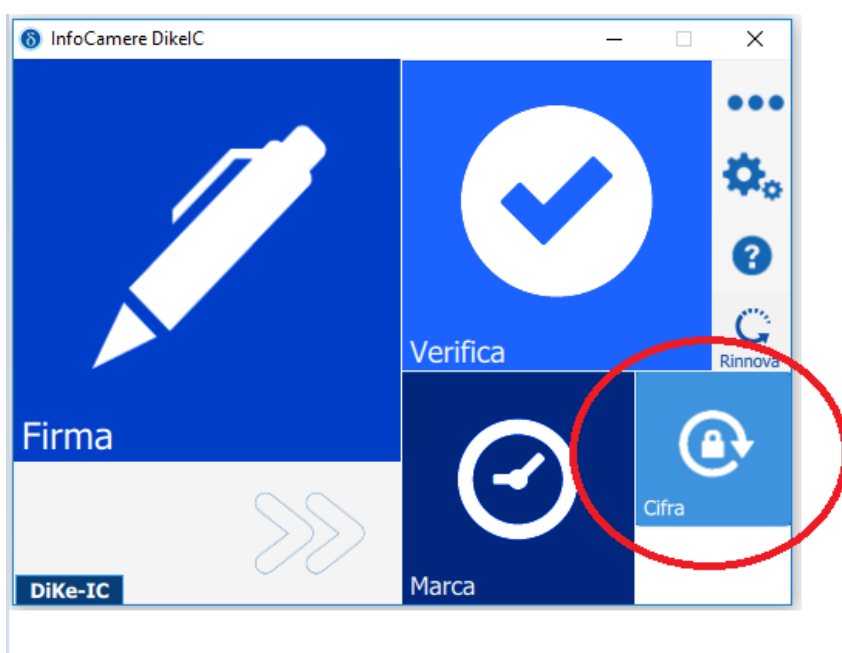 InfoCamere DikeIC
Verifica
Rinnova
Firma
Cifra
DiKe-IC
Marca